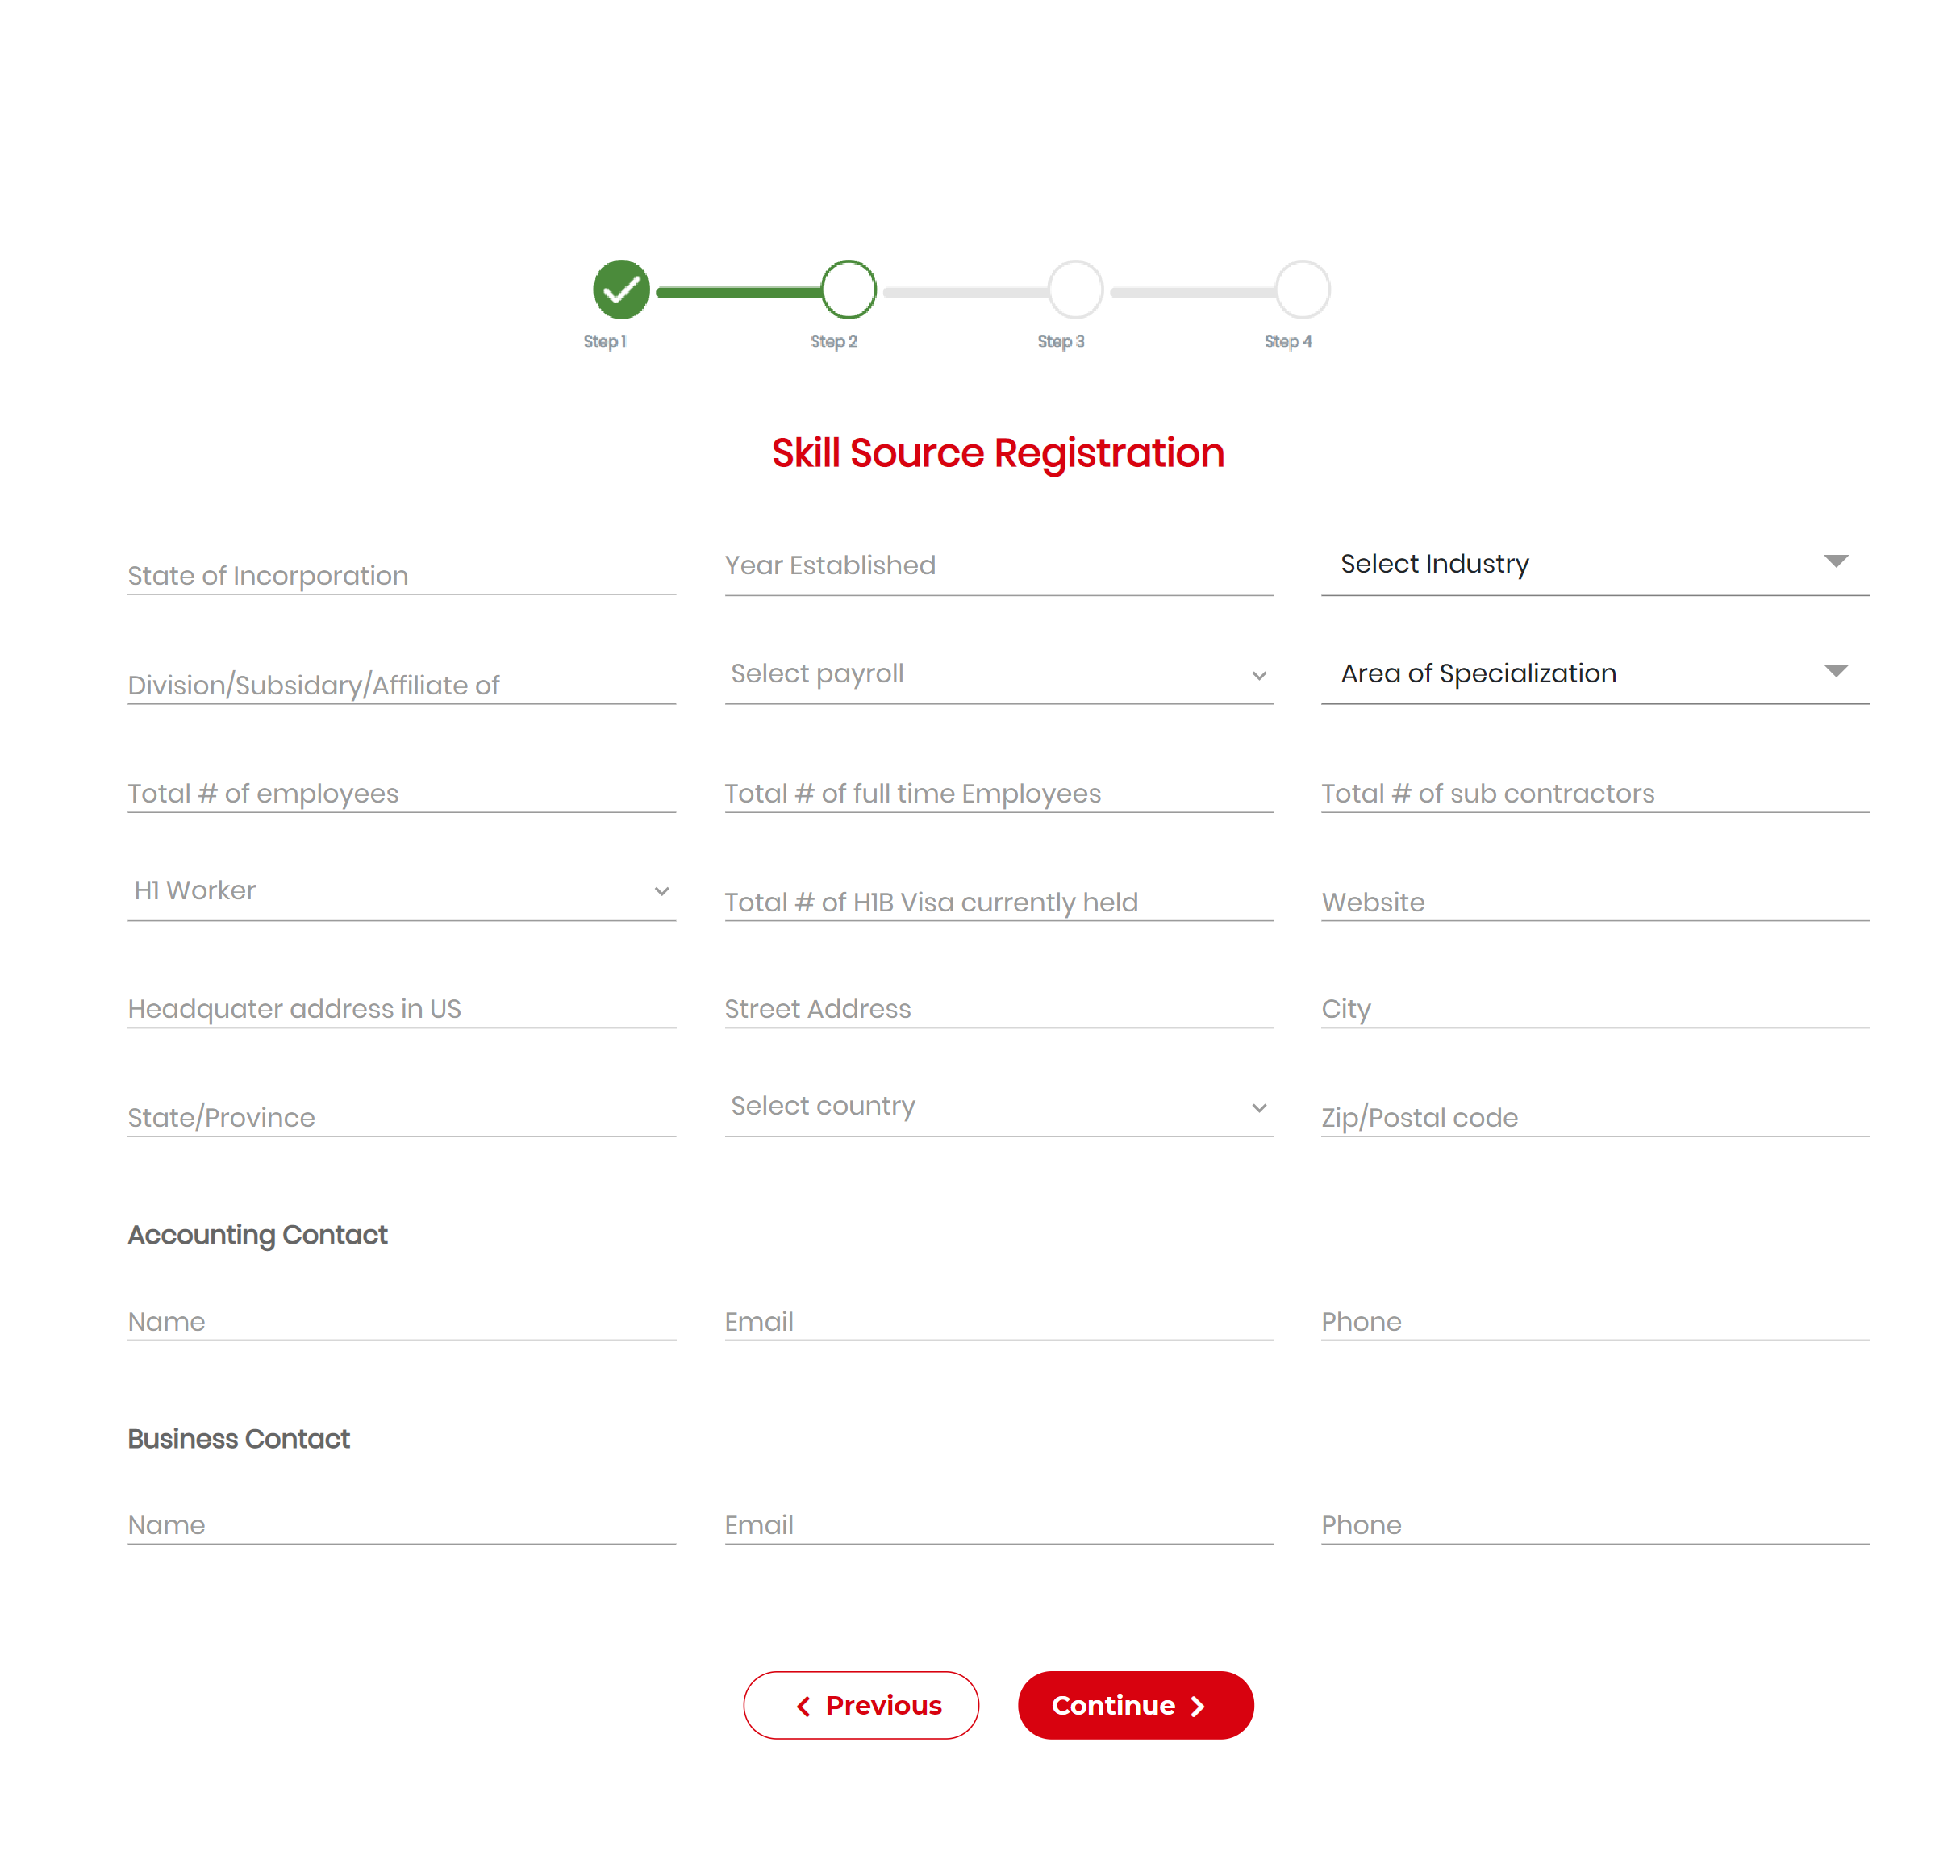 Step 1 Step 2 Step 3 Step 4
Skill Source Registration
State of Incorporation Year Established Select Industry
Division/Subsidary/Affiliate of Select payroll Area of Specialization
Total # of employees Total # of full time Employees Total # of sub contractors
H1 Worker Total # of H1B Visa currently held Website
Headquater address in US Street Address City
State/Province Select country Zip/Postal code
Accounting Contact
Name Email Phone
Business Contact
Name Email Phone
Previous Continue